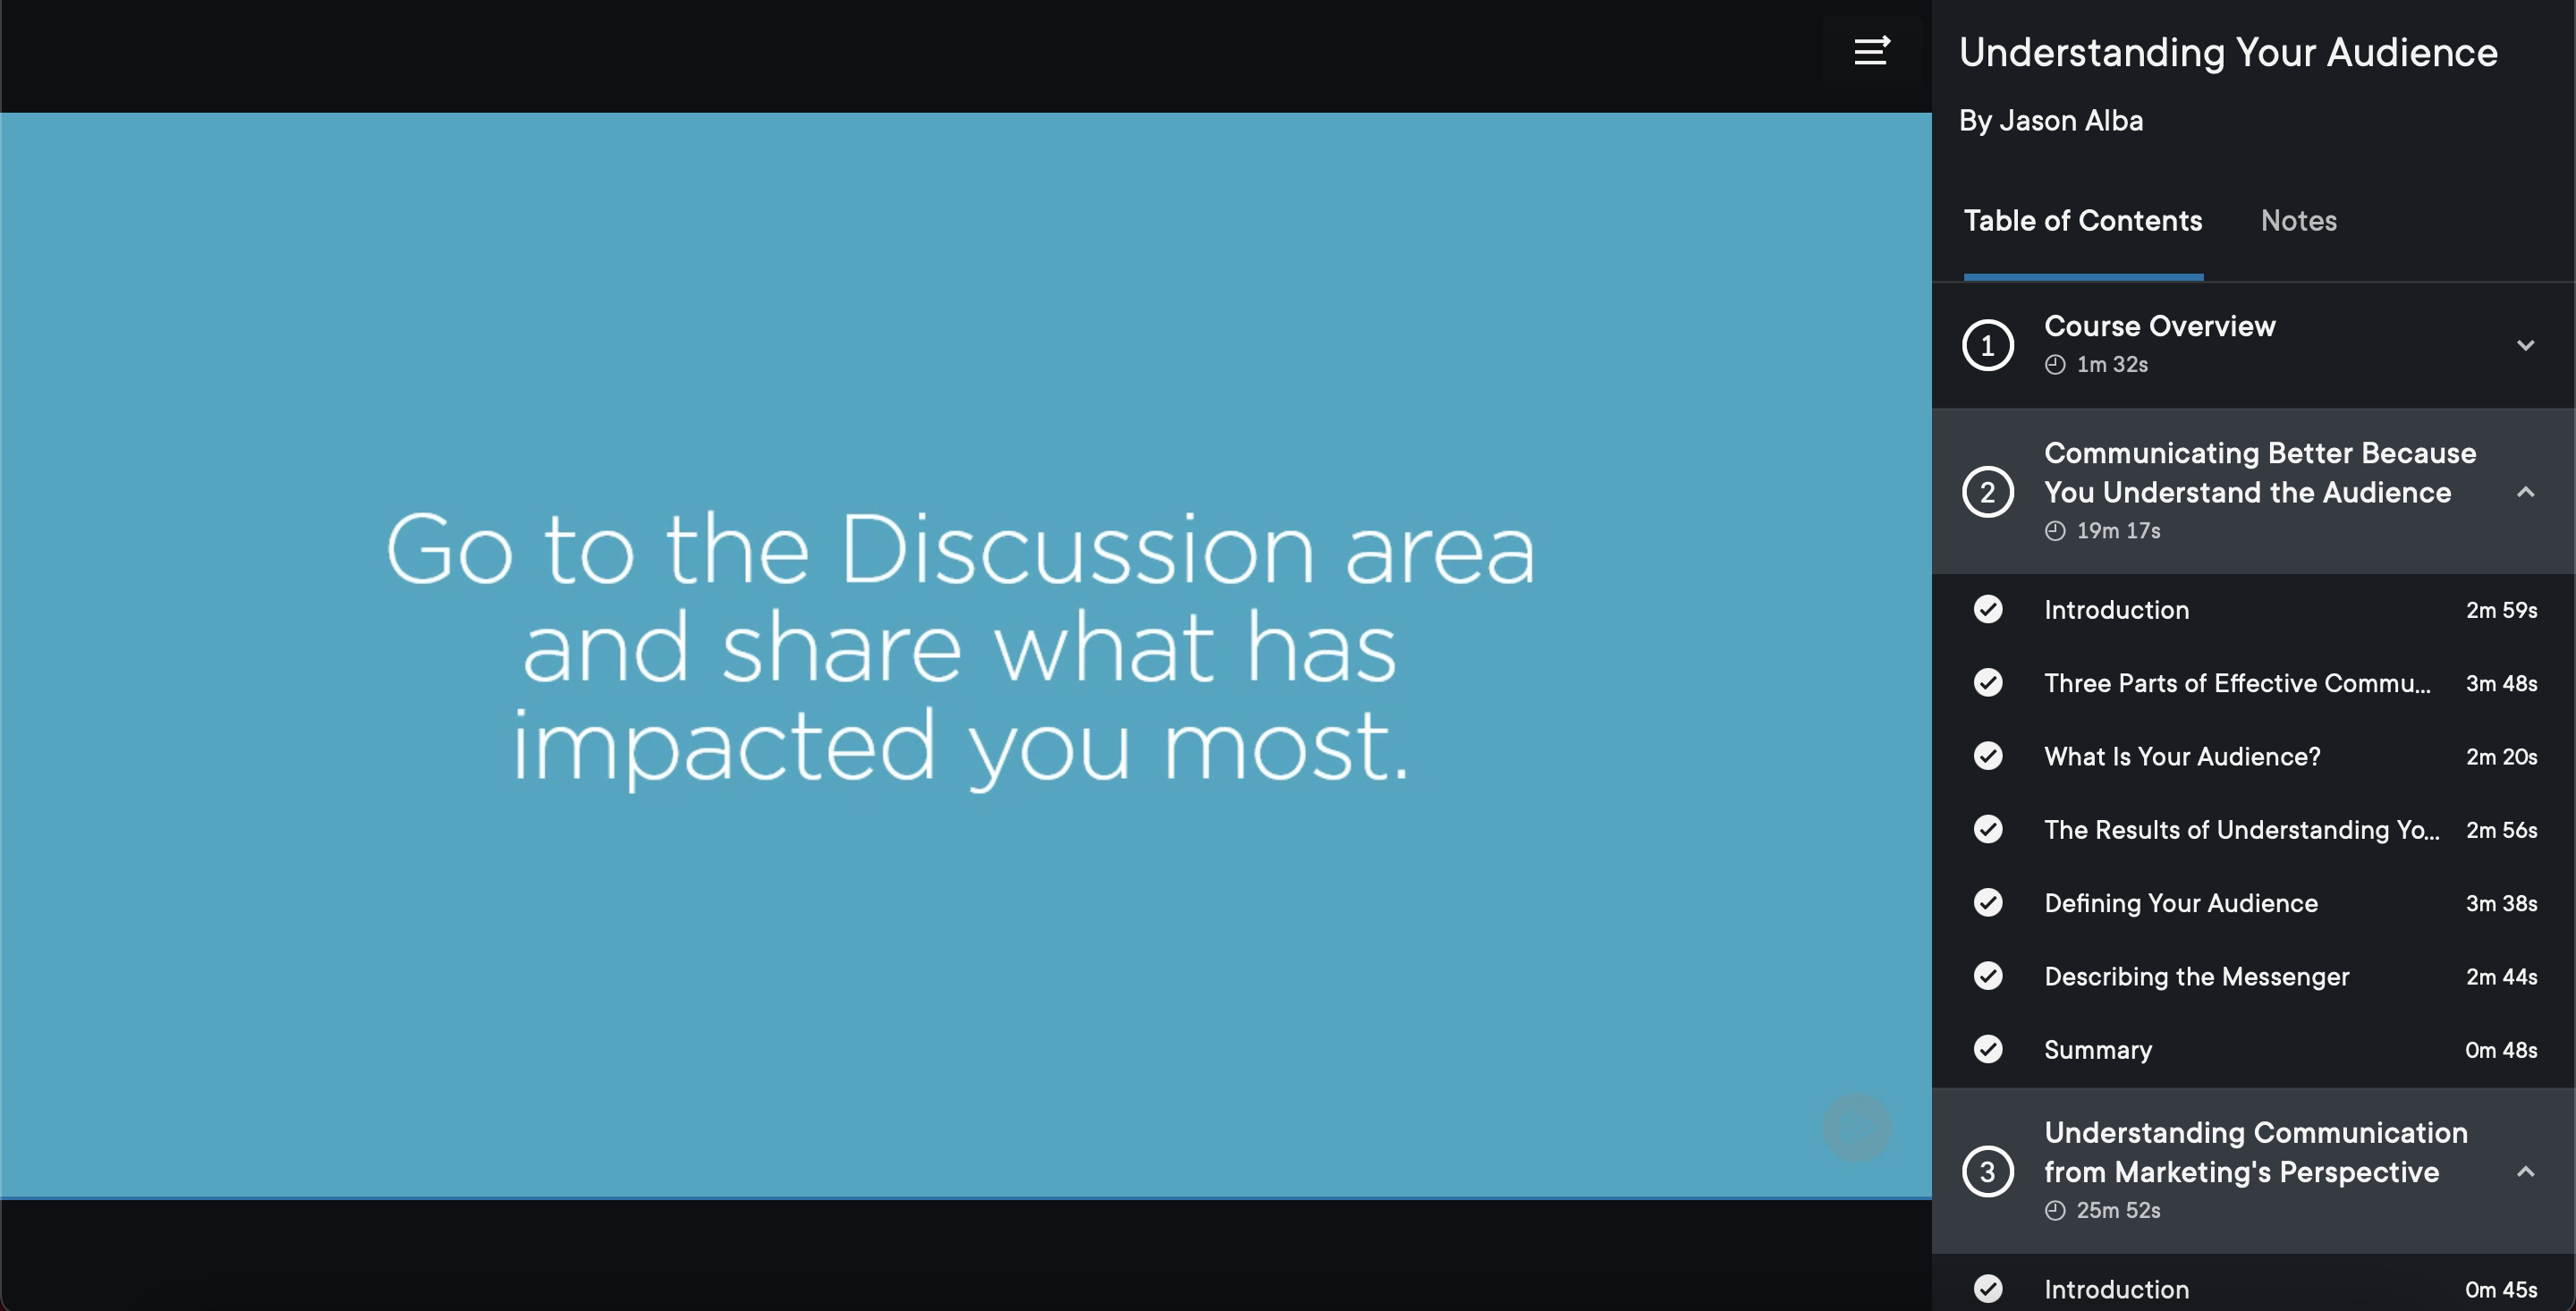 Go to the Discussion area
and share what has
impacted you most.
Understanding Your Audience
By Jason Alba
Table of Contents
Notes
1
Course Overview
1m 32s
2
Communicating Better Because
You Understand the Audience
19m 17s
Introduction 2m 59s
Three Parts of Effective Commu... 3m 48s
What Is Your Audience? 2m 20s
The Results of Understanding Yo... 2m 56s
Defining Your Audience 3m 38s
Describing the Messenger 2m 44s
Summary 0m 48s
3
Understanding Communication
from Marketing's Perspective
25m 52s
Introduction 0m 45s